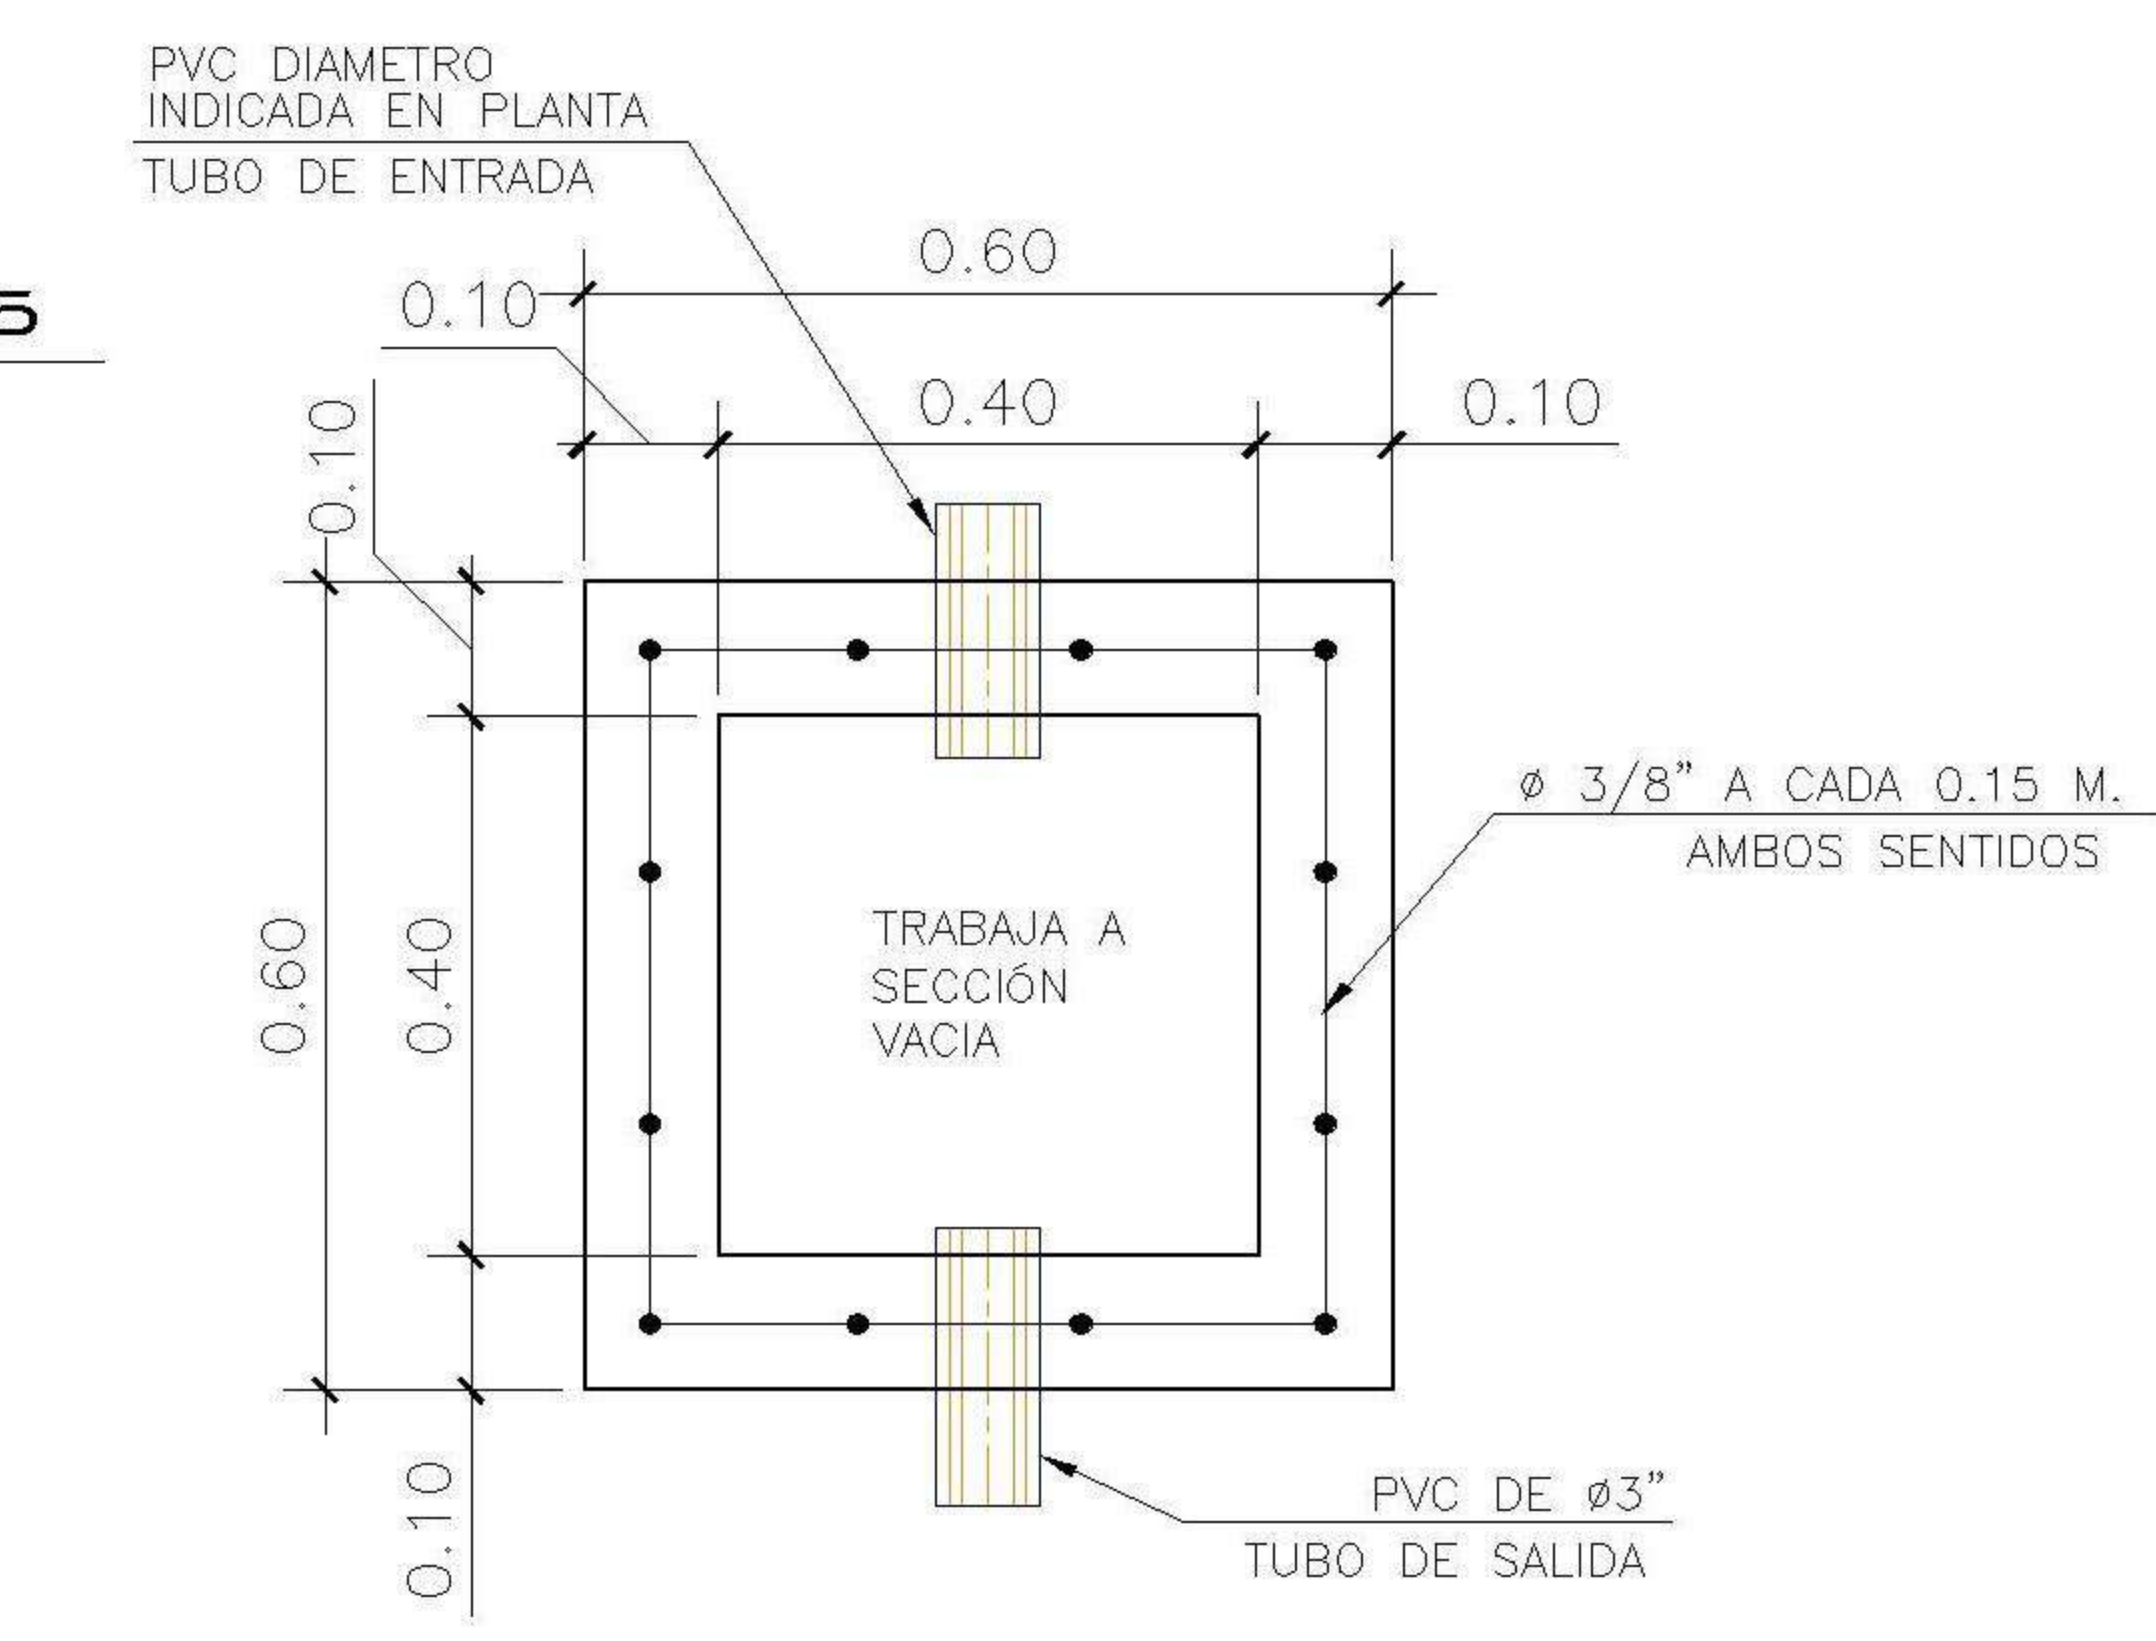 PVC DIAMETRO
INDICADA EN PLANTA
TUBO DE ENTRADA
0.60
0.10
5
0.40
0.10
0.10
Ø 3/8" A CADA 0.15 M.
AMBOS SENTIDOS
TRABAJA A
SECCIÓN
VACIA
0.60
0.40
0.10
PVC DE Ø3"
TUBO DE SALIDA